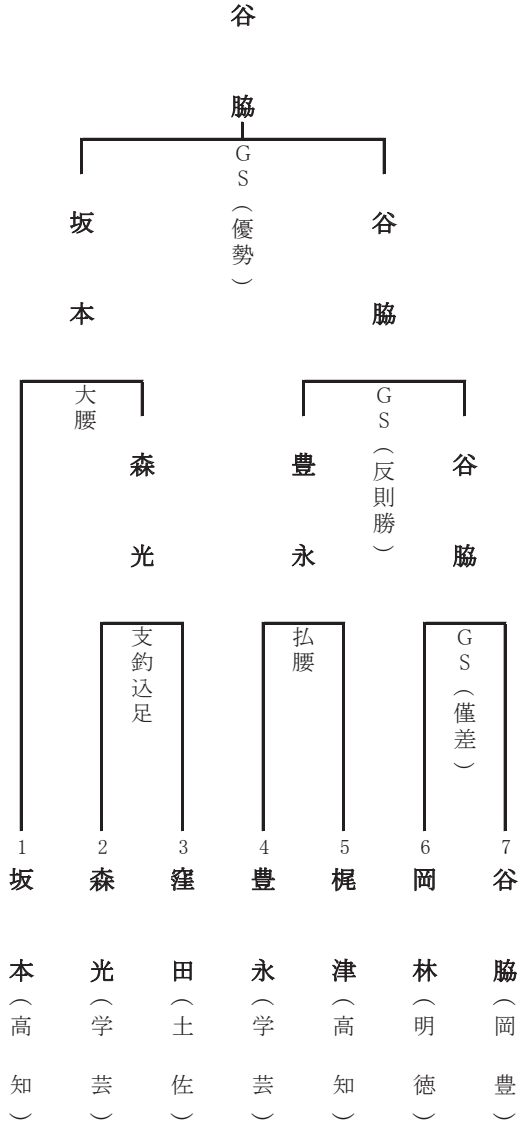 谷脇
GS（優勢）
坂本
谷脇
大腰
GS（反則勝）
森光
豊永
谷脇
支釣込足
払腰
GS（僅差）
1
2
3
4
5
6
7
坂本（高知）
森光（学芸）
窪田（土佐）
豊永（学芸）
梶津（高知）
岡林（明徳）
谷脇（岡豊）